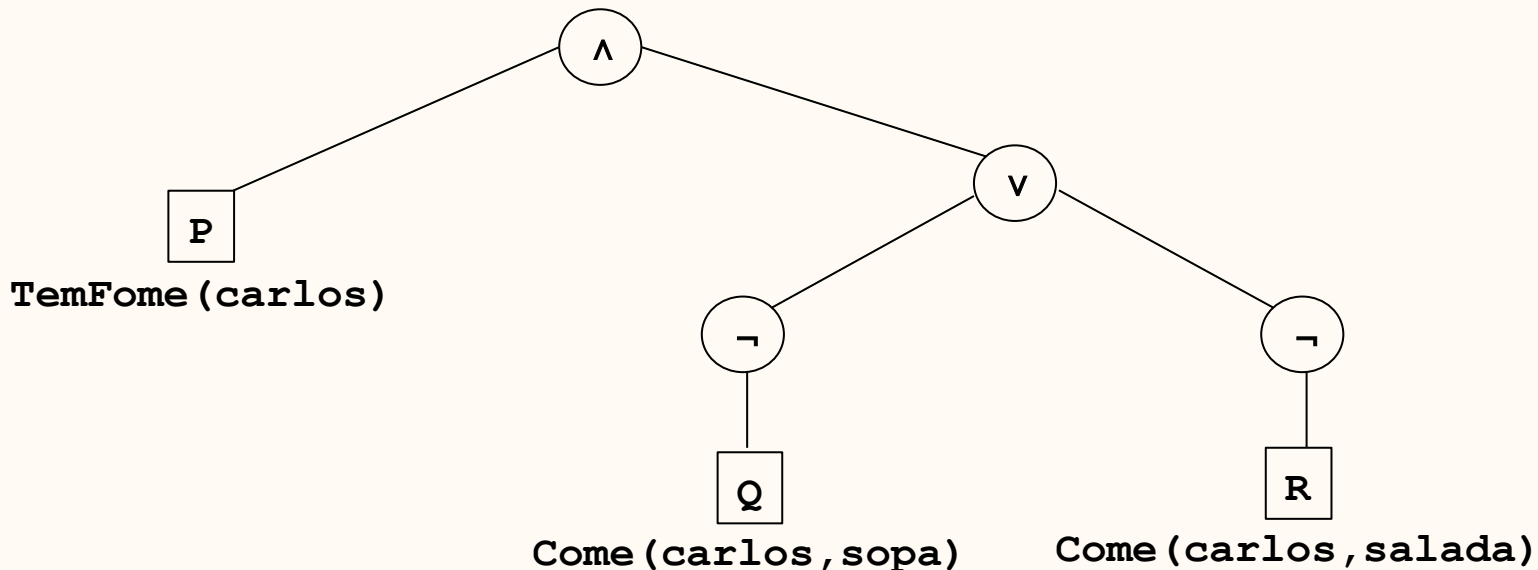 ∧
∨
P
TemFome(carlos)
¬
¬
Q
R
Come(carlos,sopa)
Come(carlos,salada)